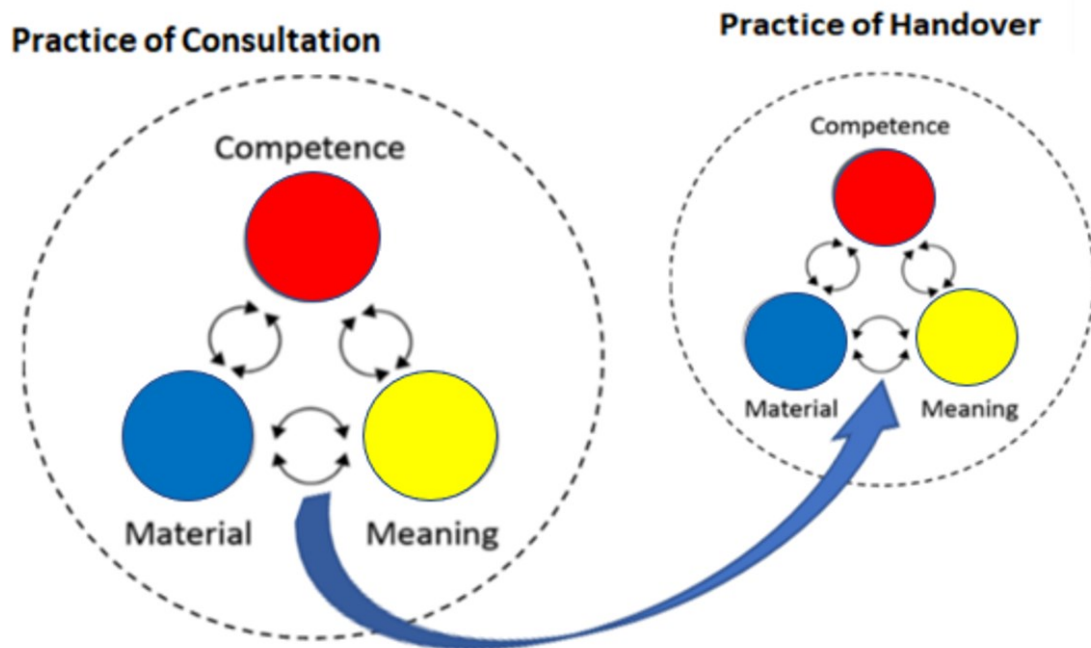 Practice of Consultation
Competence
Material
Meaning
Practice of Handover
Competence
Material
Meaning